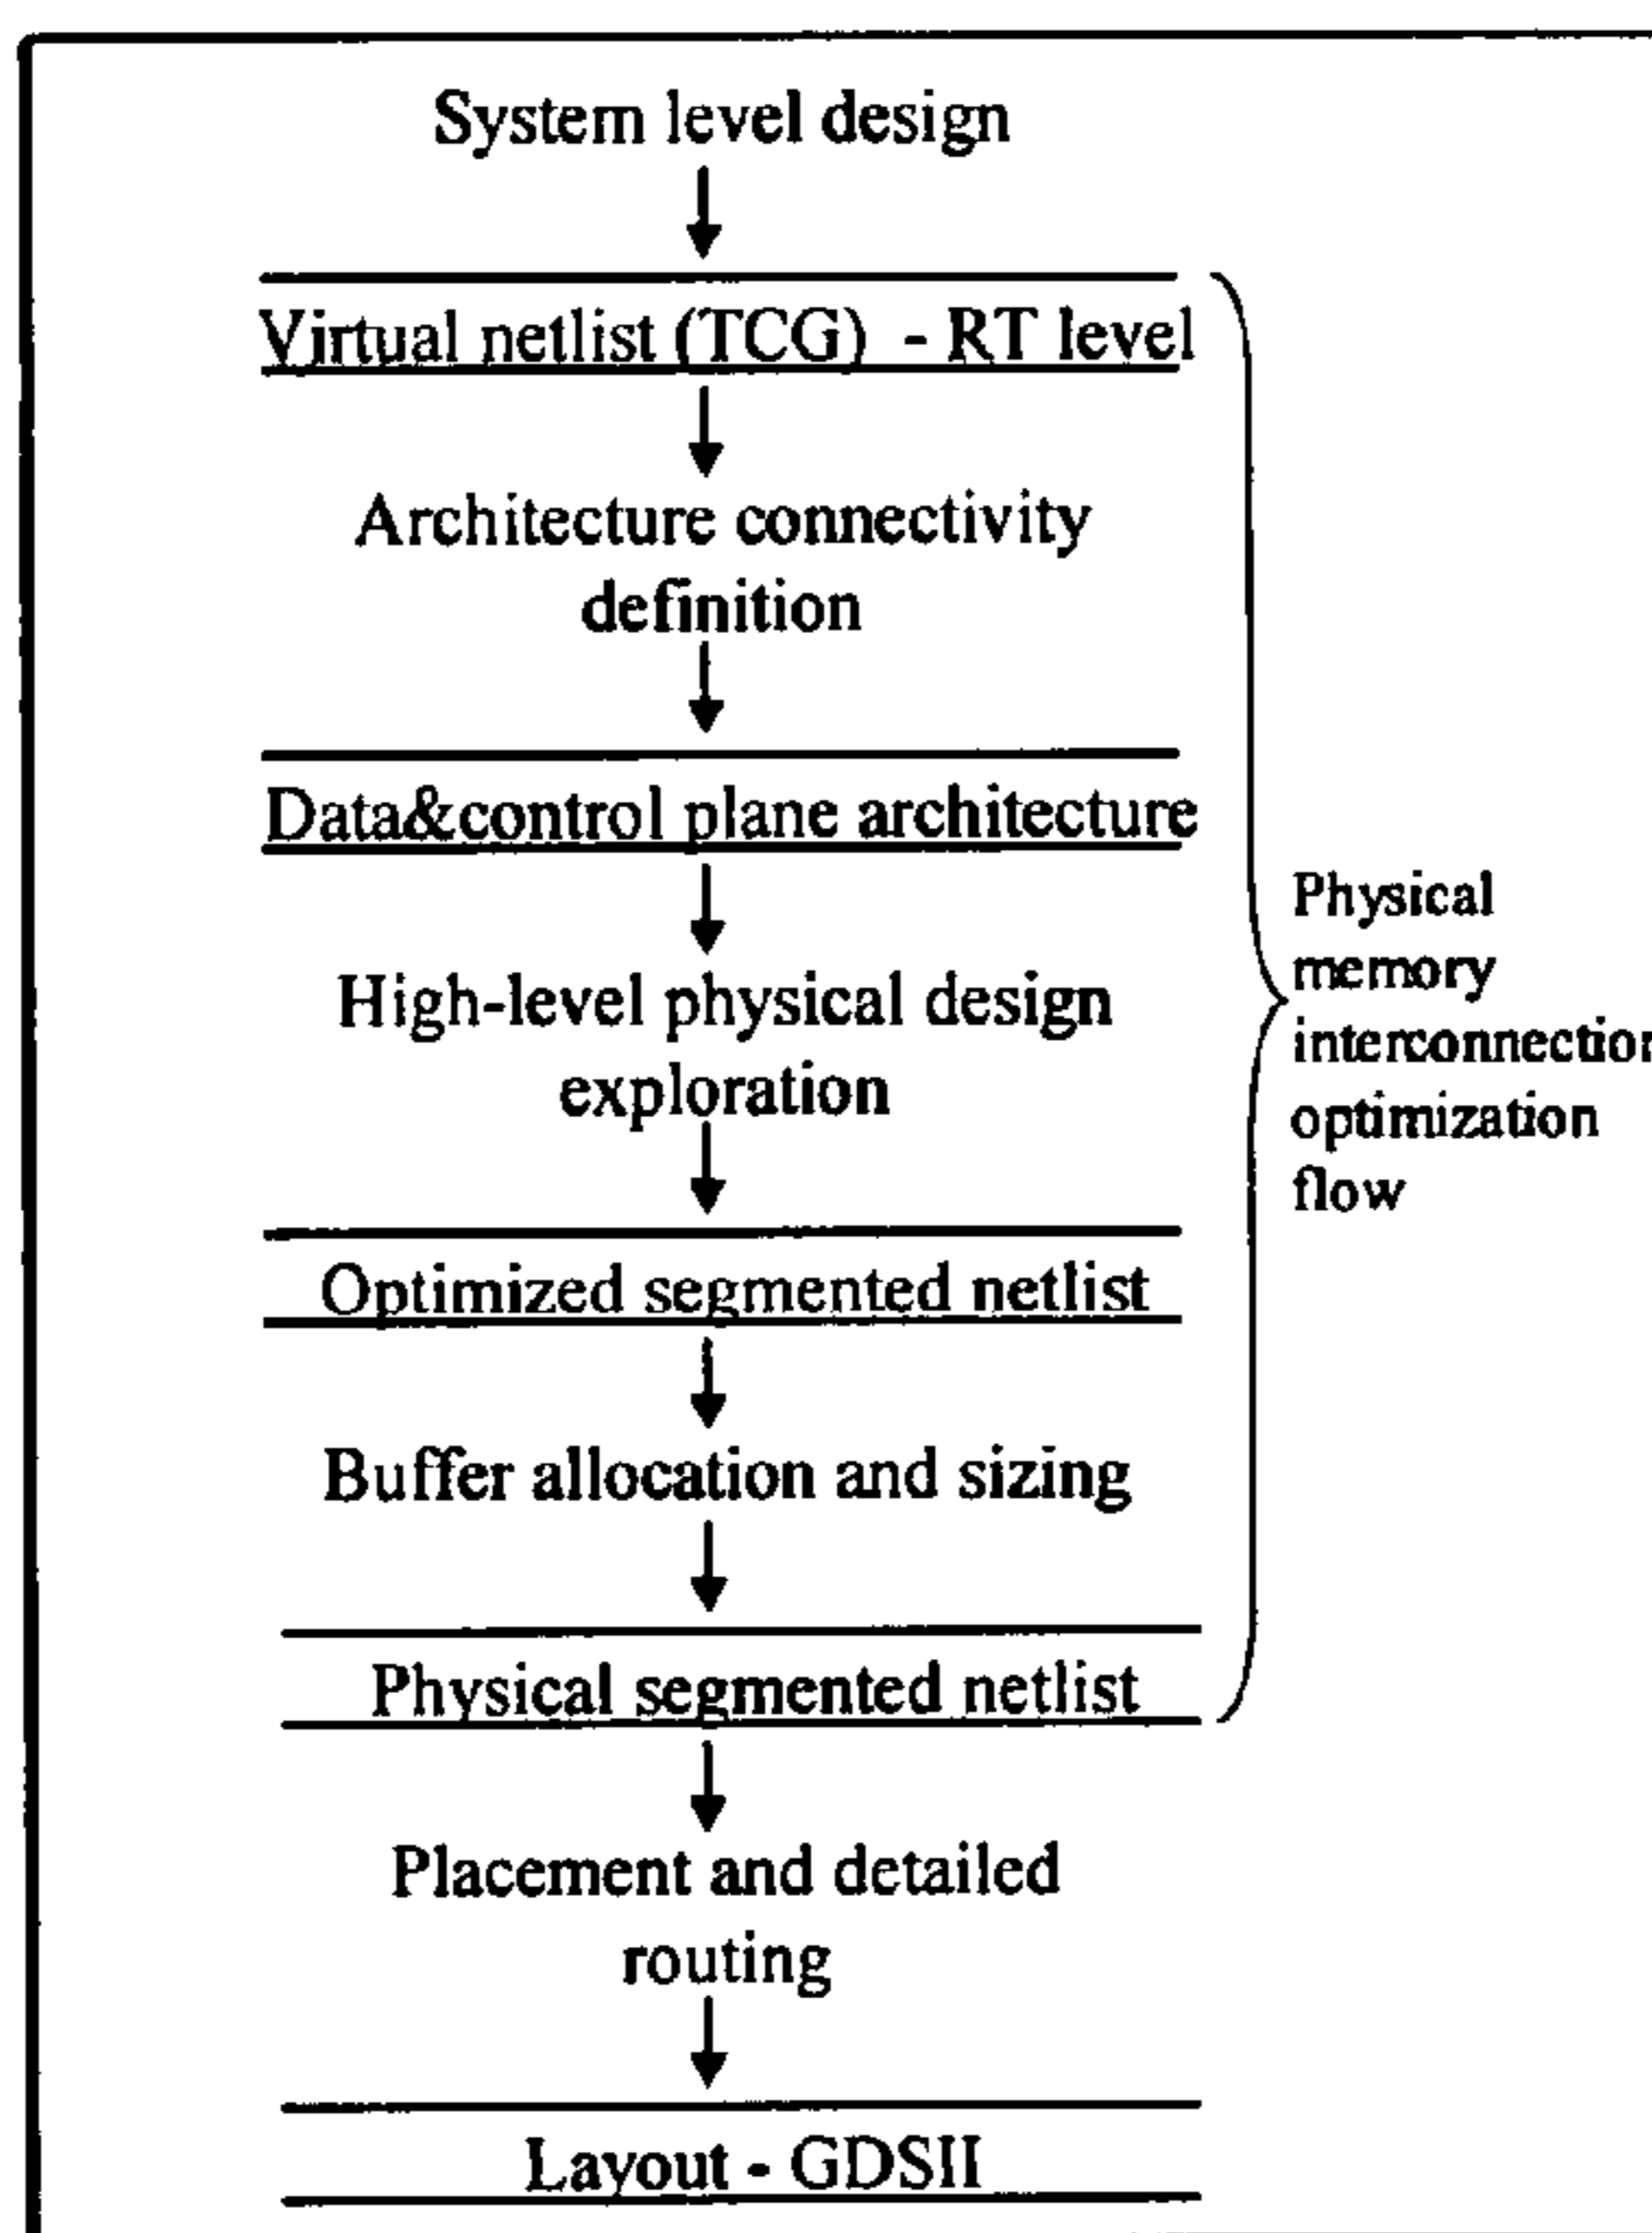 System level design
Virtual netlist (TCG) - RT level
Architecture connectivity
definition
Data&control plane architecture
High-level physical design
exploration
Optimized segmented netlist
Buffer allocation and sizing
Physical segmented netlist
Placement and detailed
routing
Layout - GDSII
Physical
memory
interconnection
optimization
flow